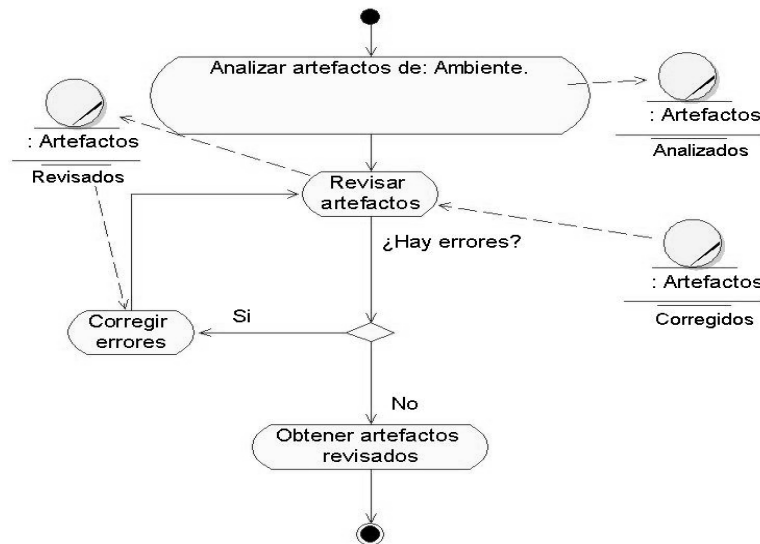 Analizar artefactos de: Ambiente.
: Artefactos
Analizados
: Artefactos
Revisados
Revisar
artefactos
¿Hay errores?
: Artefactos
Corregidos
Corregir
errores
Si
No
Obtener artefactos
revisados